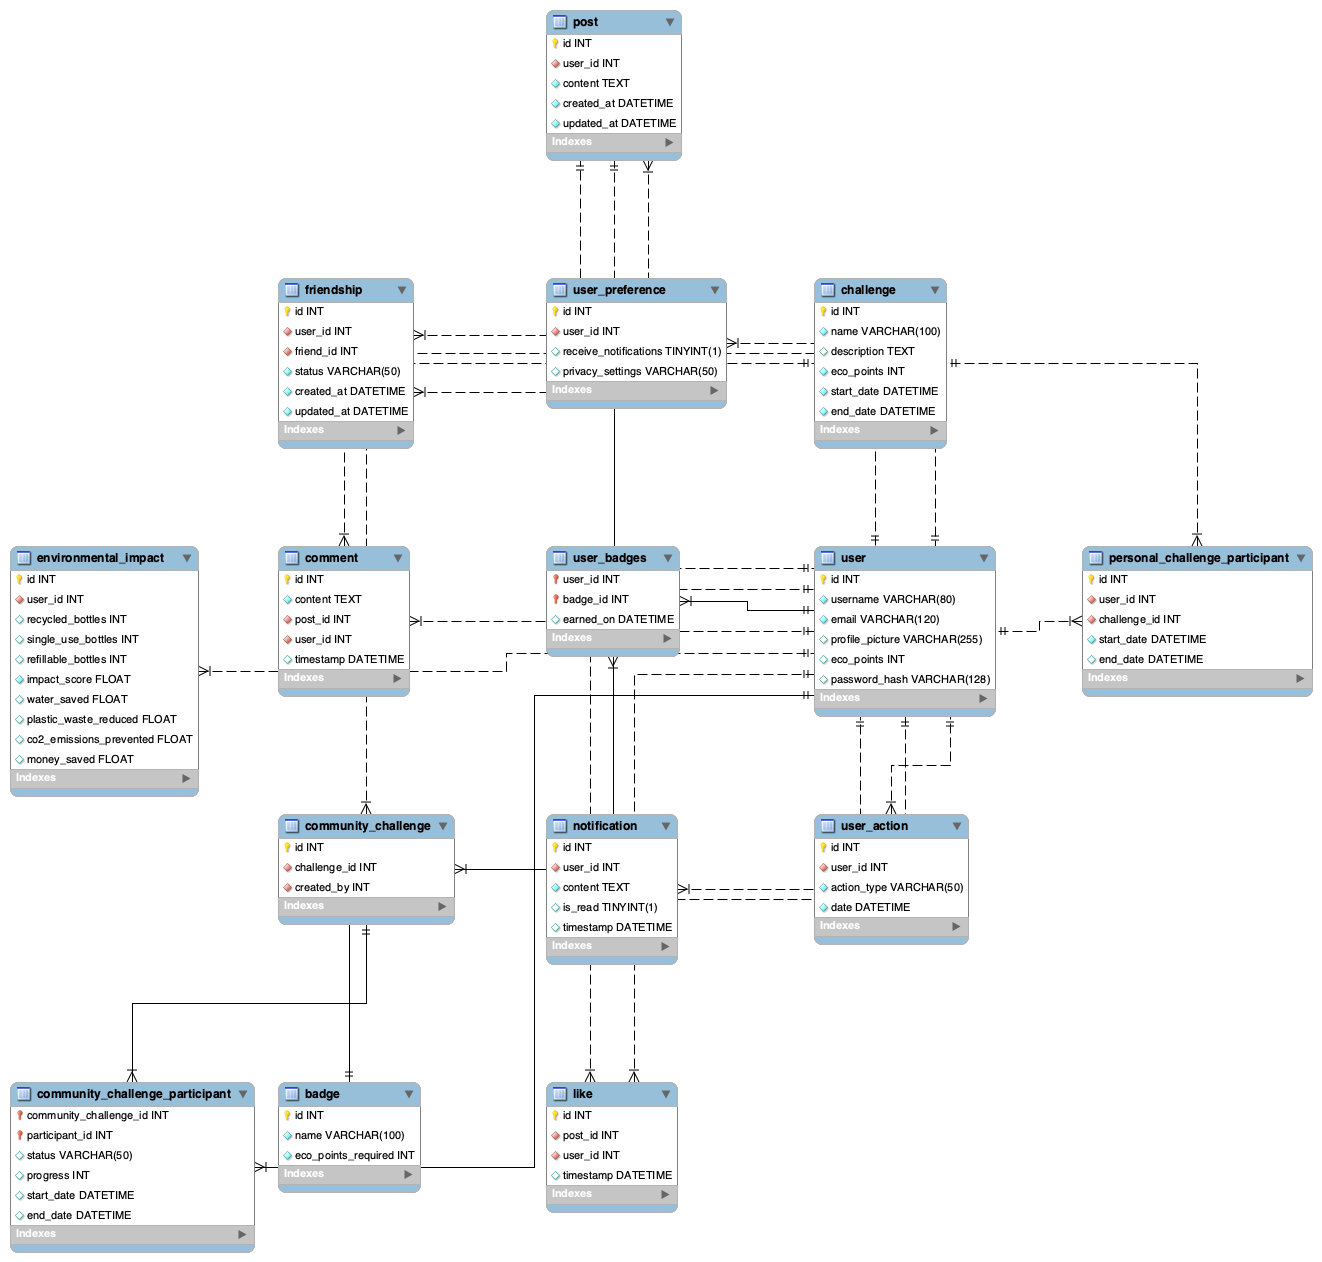 post
id INT
user_id INT
content TEXT
created_at DATETIME
updated_at DATETIME
Indexes
friendship
id INT
user_id INT
friend_id INT
status VARCHAR(50)
created_at DATETIME
updated_at DATETIME
Indexes
user_preference
id INT
user_id INT
receive_notifications TINYINT(1)
privacy_settings VARCHAR(50)
Indexes
challenge
id INT
name VARCHAR(100)
description TEXT
eco_points INT
start_date DATETIME
end_date DATETIME
Indexes
environmental_impact
id INT
user_id INT
recycled_bottles INT
single_use_bottles INT
refillable_bottles INT
impact_score FLOAT
water_saved FLOAT
plastic_waste_reduced FLOAT
co2_emissions_prevented FLOAT
money_saved FLOAT
Indexes
comment
id INT
content TEXT
post_id INT
user_id INT
timestamp DATETIME
Indexes
user_badges
user_id INT
badge_id INT
earned_on DATETIME
Indexes
user
id INT
username VARCHAR(80)
email VARCHAR(120)
profile_picture VARCHAR(255)
eco_points INT
password_hash VARCHAR(128)
Indexes
personal_challenge_participant
id INT
user_id INT
challenge_id INT
start_date DATETIME
end_date DATETIME
Indexes
community_challenge
id INT
challenge_id INT
created_by INT
Indexes
notification
id INT
user_id INT
content TEXT
is_read TINYINT(1)
timestamp DATETIME
Indexes
user_action
id INT
user_id INT
action_type VARCHAR(50)
date DATETIME
Indexes
community_challenge_participant
community_challenge_id INT
participant_id INT
status VARCHAR(50)
progress INT
start_date DATETIME
end_date DATETIME
Indexes
badge
id INT
name VARCHAR(100)
eco_points_required INT
Indexes
like
id INT
post_id INT
user_id INT
timestamp DATETIME
Indexes